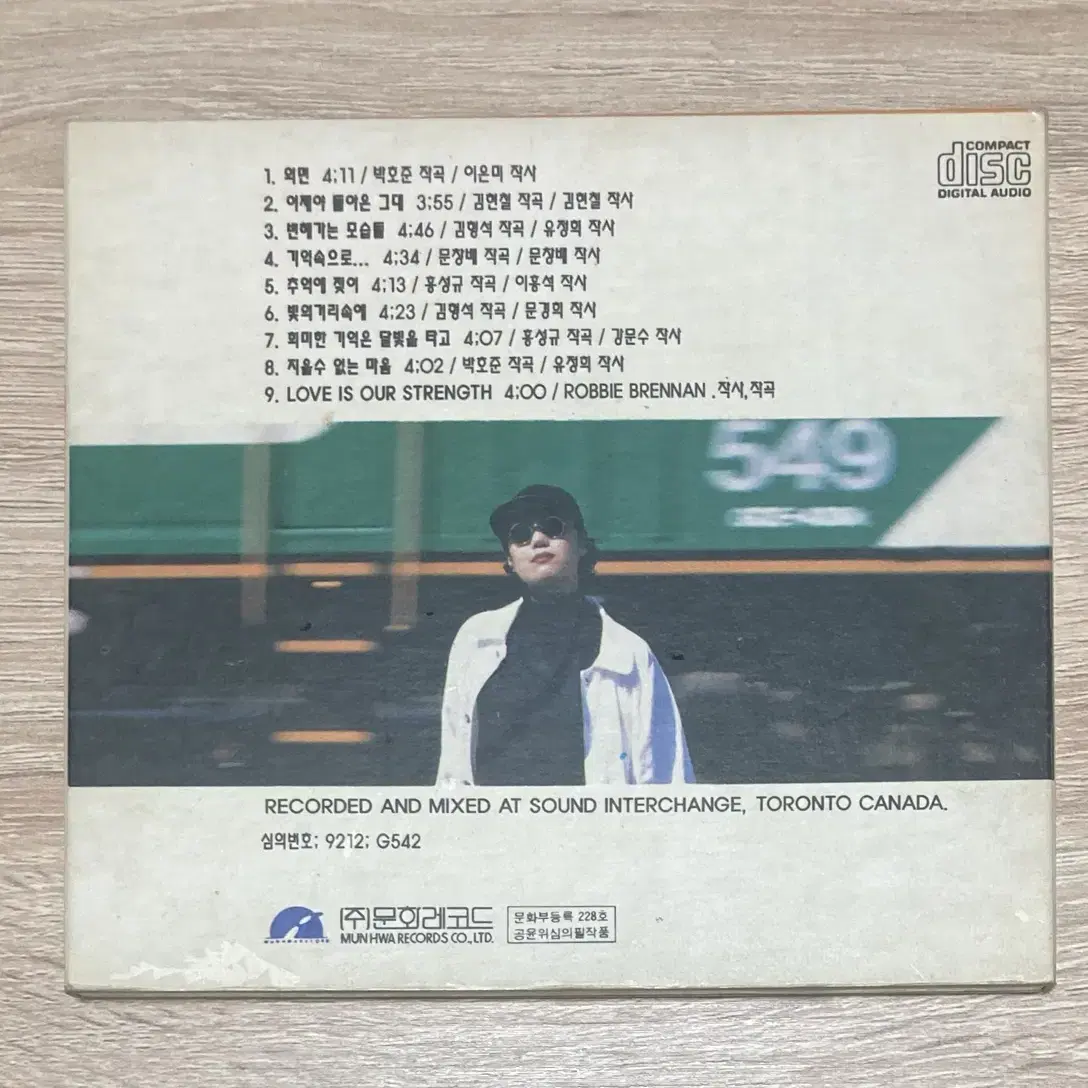 1. 외면 4;11 / 박호준 작곡 / 이은미 작사
2. 이제야 돌아온 그대 3:55 / 김현철 작곡 / 김현철 작사
3. 변해가는 모습들 4;46 / 김형석 작곡 / 유정희 작사
4. 기억속으로... 4;34 / 문창배 작곡 / 문창배 작사
5. 추억에 젖어 4;13 / 홍성규 작곡 / 이홍석 작사
6. 빛의거리속에 4;23 / 김형석 작곡 / 문경희 작사
7. 희미한 기억은 달빛을 타고 4;07 / 홍성규 작곡 / 강문수 작사
8. 지울수 없는 마음 4;02 / 박호준 작곡 / 유정희 작사
9. LOVE IS OUR STRENGTH 4;00 / ROBBIE BRENNAN .작사,작곡
COMPACT
disc
DIGITAL AUDIO
549
RECORDED AND MIXED AT SOUND INTERCHANGE, TORONTO CANADA.
심의번호; 9212; G542
(주)문화레코드
MUNHWA RECORDS CO.,LTD.
문화부등록 228호
공윤위심의필작품